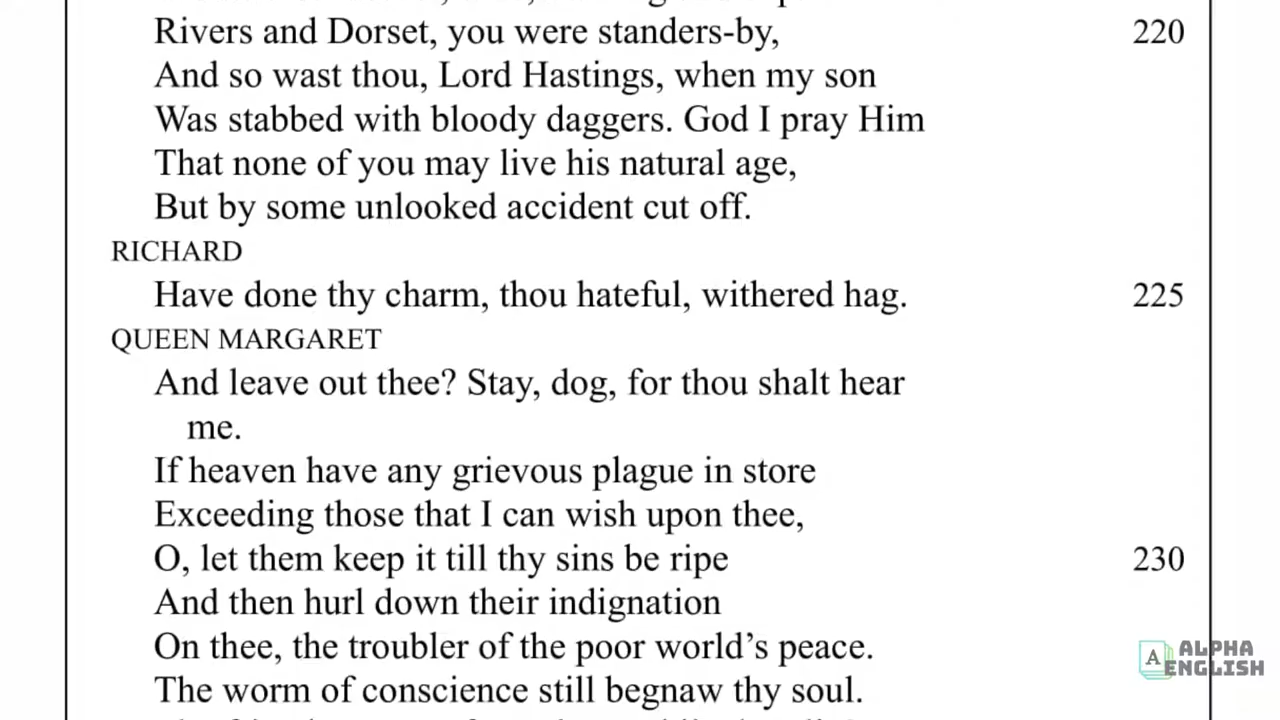 Rivers and Dorset, you were standers-by, 220
And so wast thou, Lord Hastings, when my son
Was stabbed with bloody daggers. God I pray Him
That none of you may live his natural age,
But by some unlooked accident cut off.
RICHARD
Have done thy charm, thou hateful, withered hag. 225
QUEEN MARGARET
And leave out thee? Stay, dog, for thou shalt hear
me.
If heaven have any grievous plague in store
Exceeding those that I can wish upon thee,
O, let them keep it till thy sins be ripe 230
And then hurl down their indignation
On thee, the troubler of the poor world’s peace.
The worm of conscience still begnaw thy soul.
A ALPHA
ENGLISH